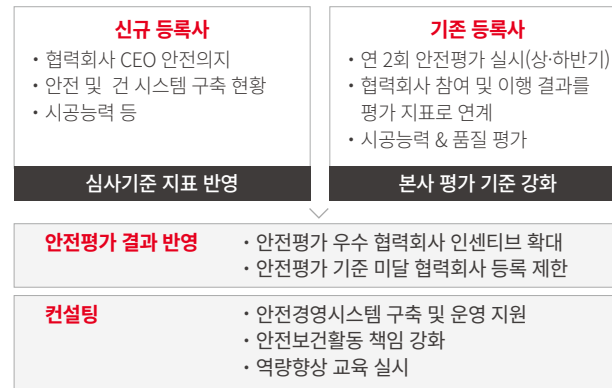 신규 등록사
・협력회사 CEO 안전의지
・안전 및 건 시스템 구축 현황
・시공능력 등
심사기준 지표 반영
기존 등록사
・연 2회 안전평가 실시(상·하반기)
・협력회사 참여 및 이행 결과를
평가 지표로 연계
・시공능력 & 품질 평가
본사 평가 기준 강화
안전평가 결과 반영
・안전평가 우수 협력회사 인센티브 확대
・안전평가 기준 미달 협력회사 등록 제한
컨설팅
・안전경영시스템 구축 및 운영 지원
・안전보건활동 책임 강화
・역량향상 교육 실시